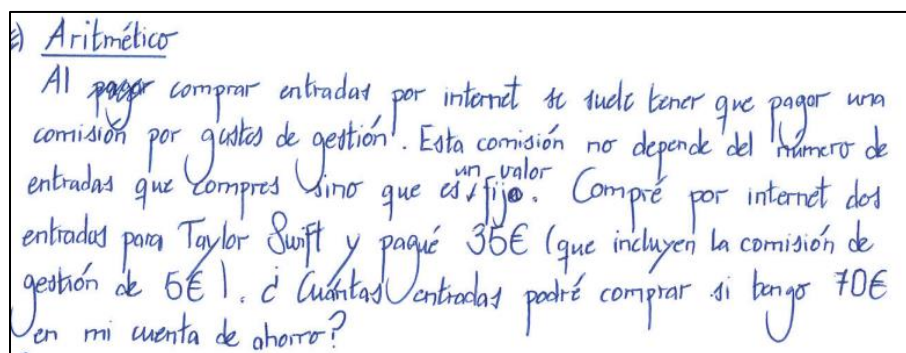 e) Aritmético
Al pagar comprar entradas por internet se suele tener que pagar una
comisión por gastos de gestión. Esta comisión no depende del número de
entradas que compres sino que es un valor fijo. Compré por internet dos
entradas para Taylor Swift y pagué 35€ (que incluyen la comisión de
gestión de 5€). ¿Cuántas entradas podré comprar si tengo 70€
en mi cuenta de ahorro?